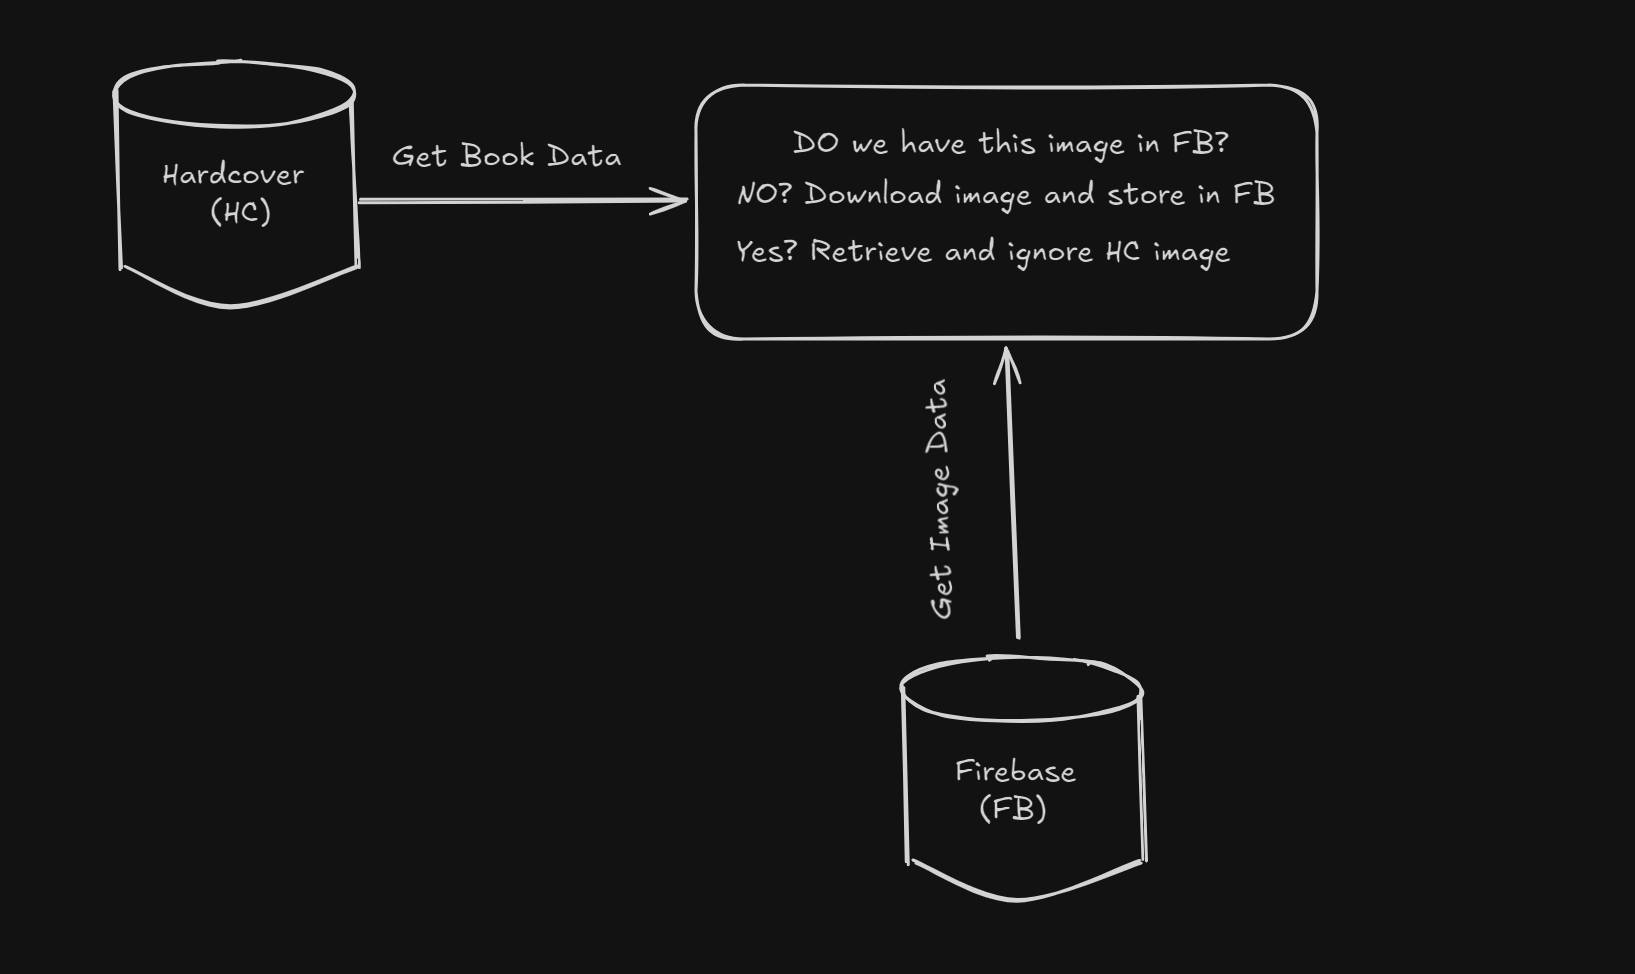 Hardcover
(HC)
Get Book Data
DO we have this image in FB?
NO? Download image and store in FB
Yes? Retrieve and ignore HC image
Get Image Data
Firebase
(FB)